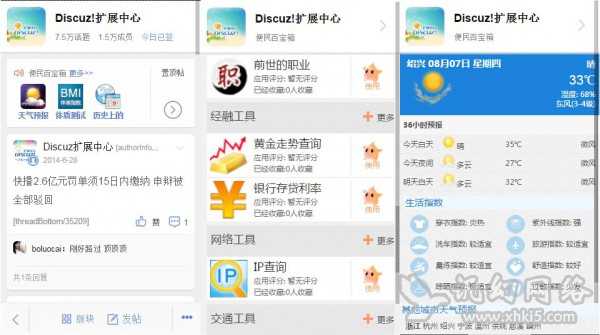 Discuz!扩展中心
7.5万话题 1.5万成员 今日已签
便民百宝箱 更多>>
置顶帖
天气预报
BMI
体质指数
体质测试
历史上的
Discuz!扩展中心 [authorInfo...
2014-6-28
快播2.6亿元罚单须15日内缴纳 申辩被
全部驳回
[threadBottom/35209]
赞
1
boluocai：刚好超过 顶顶顶
共1条回复
版块
发帖
Discuz!扩展中心
便民百宝箱
职
前世的职业
应用评分: 暂无评分
已经收藏:0人收藏
使用
经融工具
更多
黄金走势查询
应用评分: 暂无评分
已经收藏:0人收藏
使用
银行存贷利率
应用评分: 暂无评分
已经收藏:0人收藏
使用
网络工具
更多
IP
IP查询
应用评分: 暂无评分
已经收藏:0人收藏
使用
交通工具
更多
Discuz!扩展中心
便民百宝箱
绍兴 08月07日 星期四
晴
33℃
湿度: 68%
东风(3-4级)
36小时预报
今天白天 晴 35℃ 微风
今天夜间 多云 27℃ 微风
明天白天 多云 32℃ 微风
生活指数
穿衣指数: 炎热
紫外线指数: 强
洗车指数: 较适宜
旅游指数: 较适宜
晨练指数: 较适宜
舒适指数: 较好
晾晒指数: 较适宜
过敏指数: 少发
其他城市天气预报
浙江 杭州 绍兴 宁波 温州 余姚 慈溪 嵊州
www.xhkj5.com